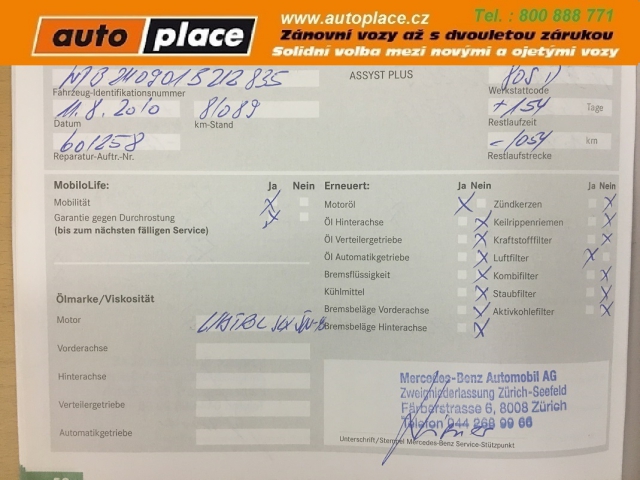 www.autoplace.cz
Tel. : 800 888 771
auto place
Zánovní vozy až s dvouletou zárukou
Solidní volba mezi novými a ojetými vozy
ASSYST PLUS
Fahrzeug-Identifikationsnummer
Werkstattcode
11.8.2010
81089
+154 Tage
Datum
km-Stand
Restlaufzeit
601258
-1054 km
Reparatur-Auftr.-Nr.
Restlaufstrecke
MobiloLife: Ja Nein
Mobilität X
Garantie gegen Durchrostung X
(bis zum nächsten fälligen Service)
Ölmarke/Viskosität
Motor
Vorderachse
Hinterachse
Verteilergetriebe
Automatikgetriebe
Erneuert: Ja Nein
Motoröl X
Öl Hinterachse X
Öl Verteilergetriebe X
Öl Automatikgetriebe X
Bremsflüssigkeit X
Kühlmittel X
Bremsbeläge Vorderachse X
Bremsbeläge Hinterachse X
Ja Nein
Zündkerzen X
Keilrippenriemen X
Kraftstofffilter X
Luftfilter X
Kombifilter X
Staubfilter X
Aktivkohlefilter X
Mercedes-Benz Automobil AG
Zweigniederlassung Zürich-Seefeld
Färberstrasse 6, 8008 Zürich
Telefon 044 269 99 66
Unterschrift/Stempel Mercedes-Benz Service-Stützpunkt